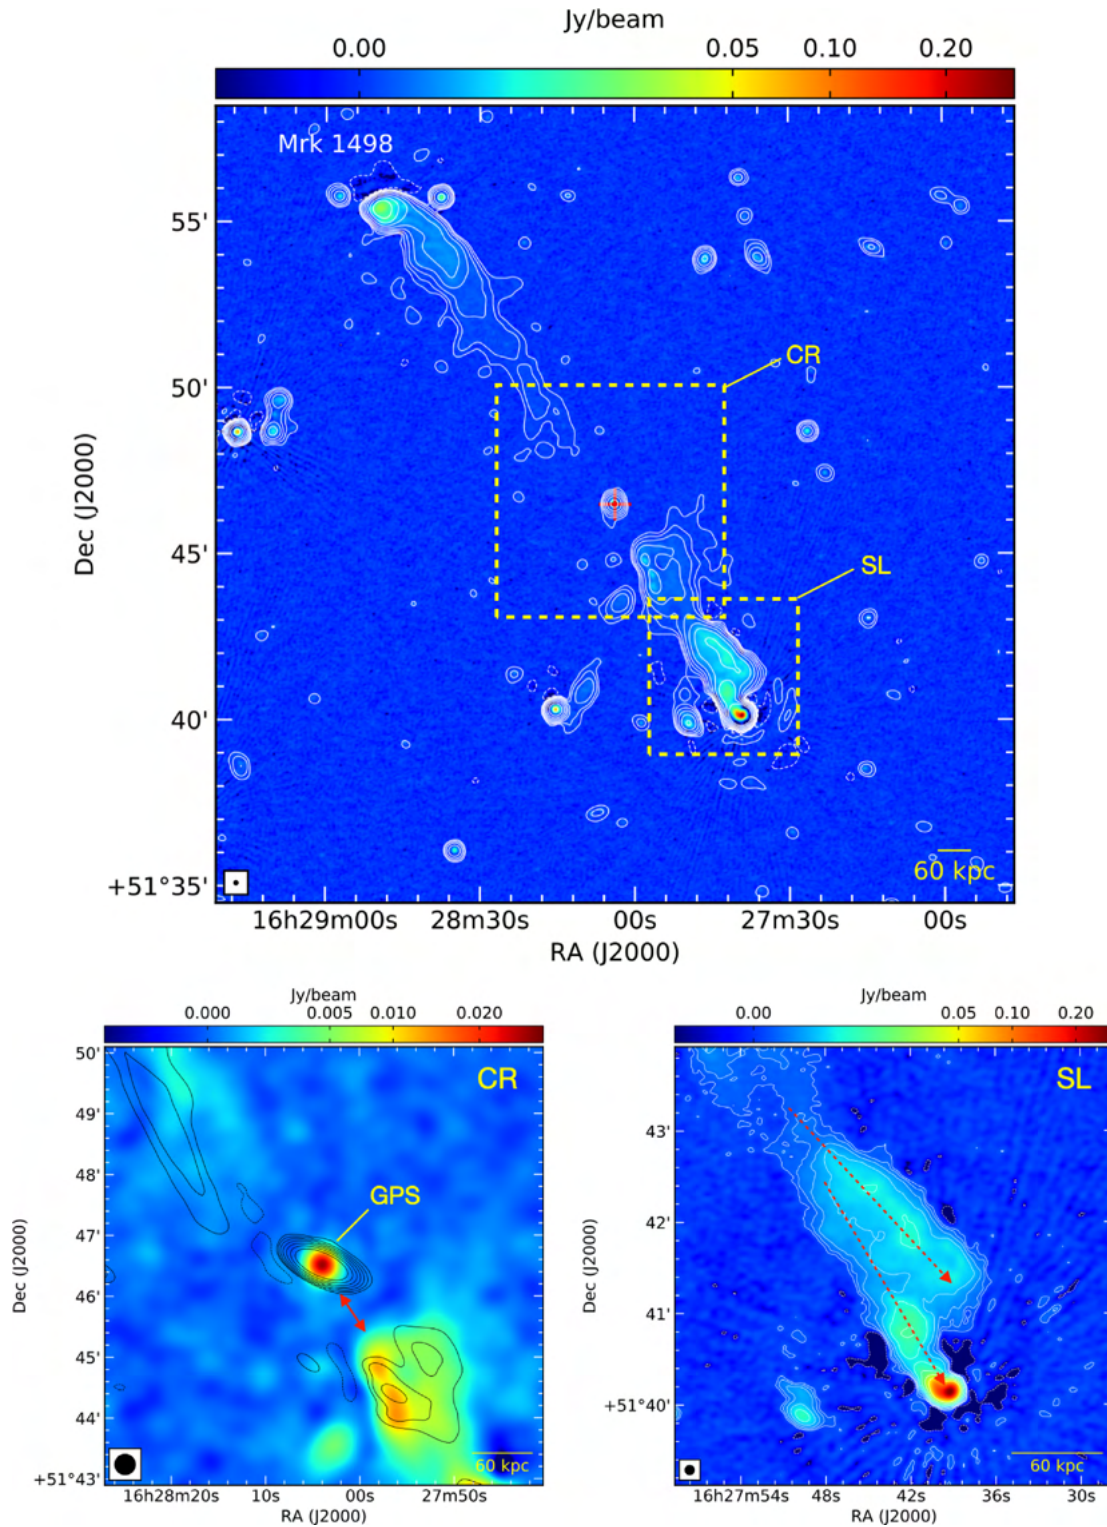 Jy/beam
0.00 0.05 0.10 0.20
Mrk 1498
55'
50'
CR
45'
SL
40'
+51°35'
60 kpc
Dec (J2000)
16h29m00s 28m30s 00s 27m30s 00s
RA (J2000)
Jy/beam
0.000 0.005 0.010 0.020
CR
50'
49'
48'
GPS
47'
46'
45'
44'
+51°43'
60 kpc
Dec (J2000)
16h28m20s 10s 00s 27m50s
RA (J2000)
Jy/beam
0.00 0.05 0.10 0.20
SL
43'
42'
41'
+51°40'
60 kpc
Dec (J2000)
16h27m54s 48s 42s 36s 30s
RA (J2000)